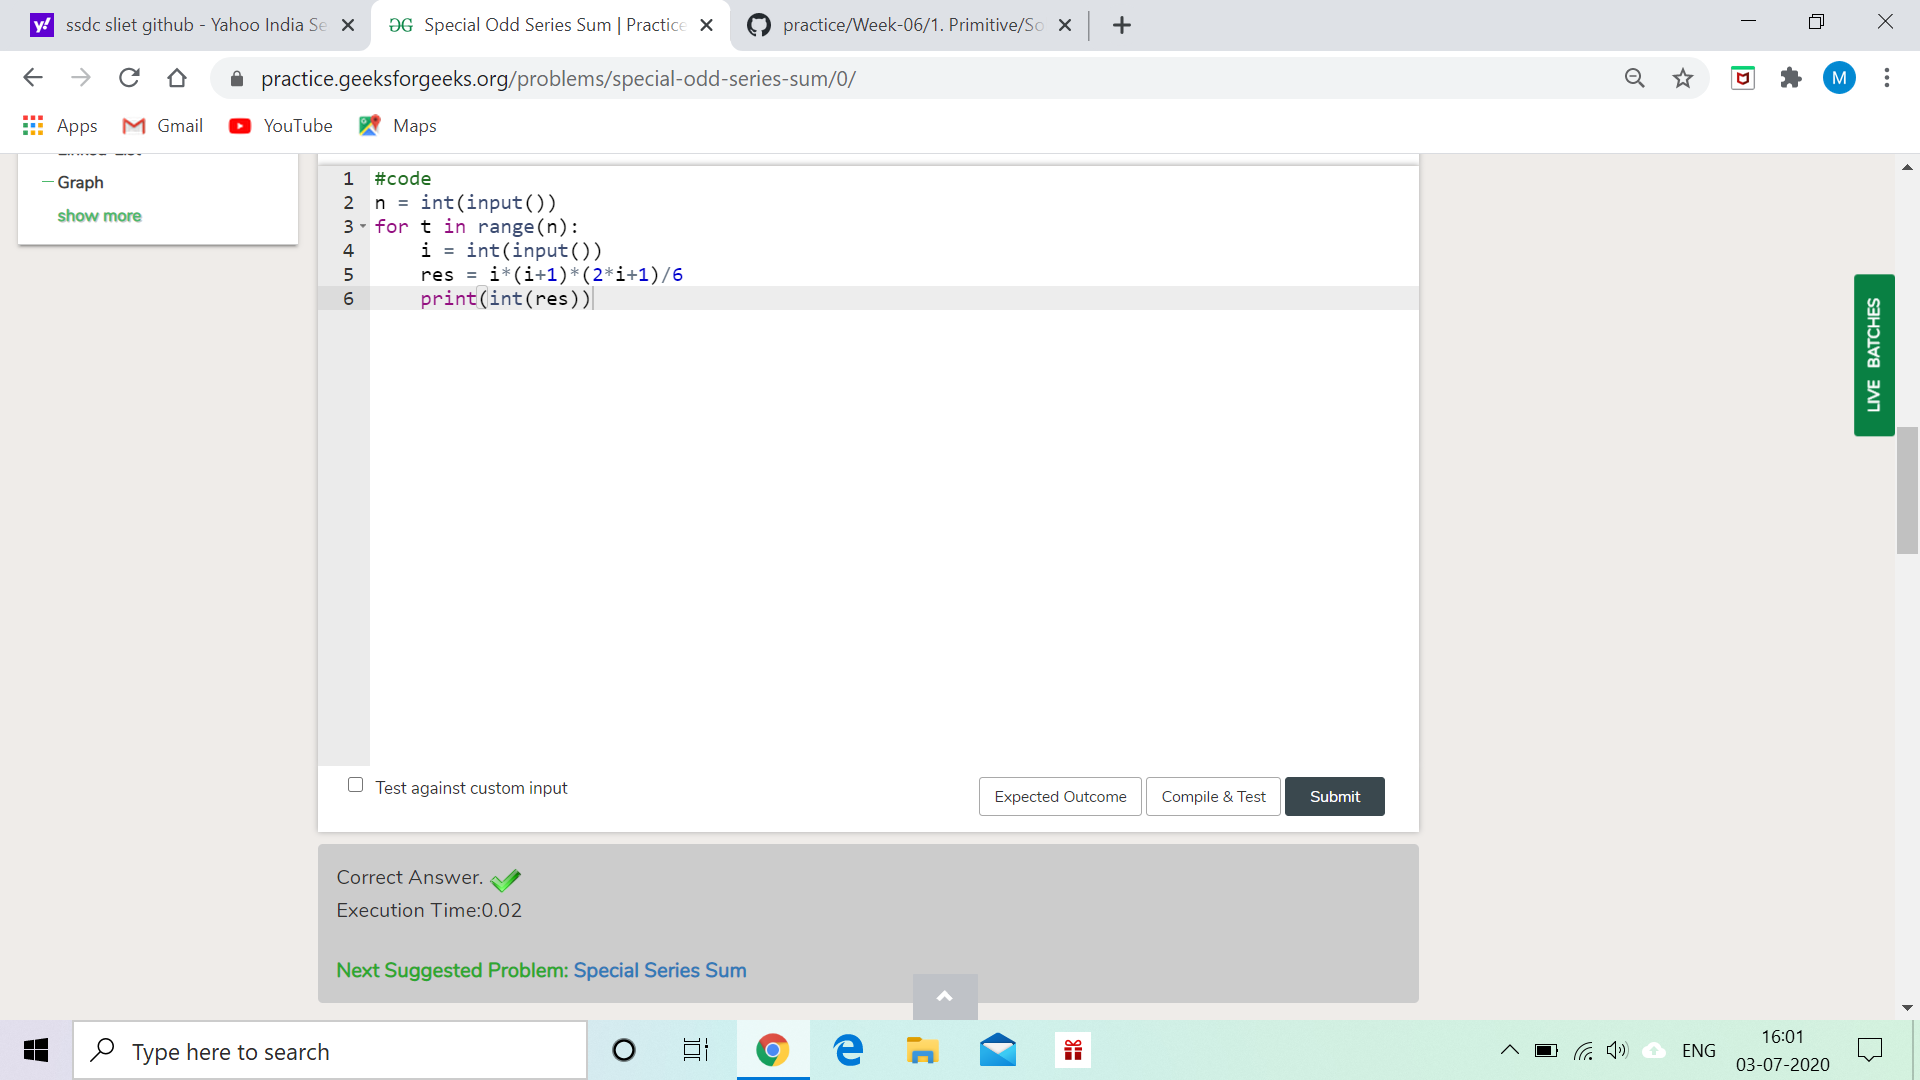 ssdc sliet github - Yahoo India Se
Special Odd Series Sum | Practice
practice/Week-06/1. Primitive/So
practice.geeksforgeeks.org/problems/special-odd-series-sum/0/
M
Apps
Gmail
YouTube
Maps
Graph
show more
1 #code
2 n = int(input())
3 for t in range(n):
4 i = int(input())
5 res = i*(i+1)*(2*i+1)/6
6 print(int(res))
LIVE BATCHES
Test against custom input
Expected Outcome
Compile & Test
Submit
Correct Answer.
Execution Time:0.02
Next Suggested Problem: Special Series Sum
Type here to search
ENG
16:01
03-07-2020